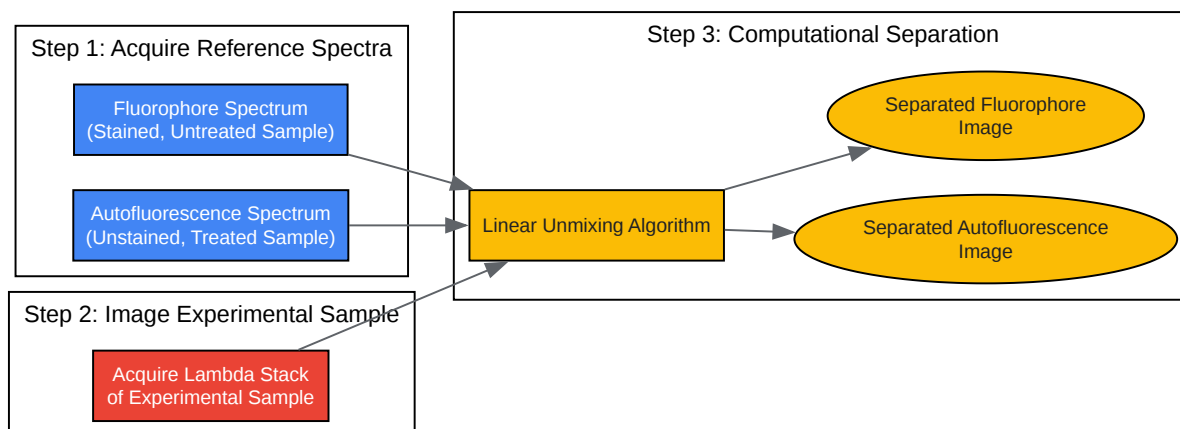 Step 1: Acquire Reference Spectra
Fluorophore Spectrum
(Stained, Untreated Sample)
Autofluorescence Spectrum
(Unstained, Treated Sample)
Step 2: Image Experimental Sample
Acquire Lambda Stack
of Experimental Sample
Step 3: Computational Separation
Linear Unmixing Algorithm
Separated Fluorophore
Image
Separated Autofluorescence
Image